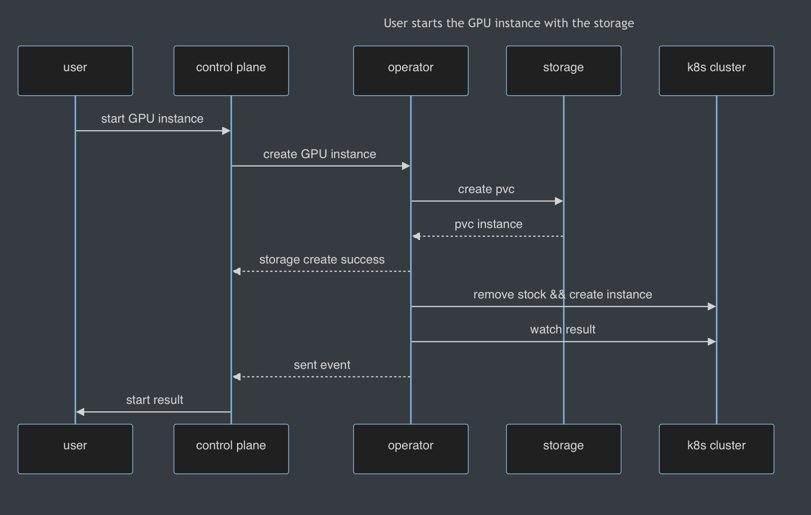 User starts the GPU instance with the storage
user
control plane
operator
storage
k8s cluster
start GPU instance
create GPU instance
create pvc
pvc instance
storage create success
remove stock && create instance
watch result
sent event
start result
user
control plane
operator
storage
k8s cluster